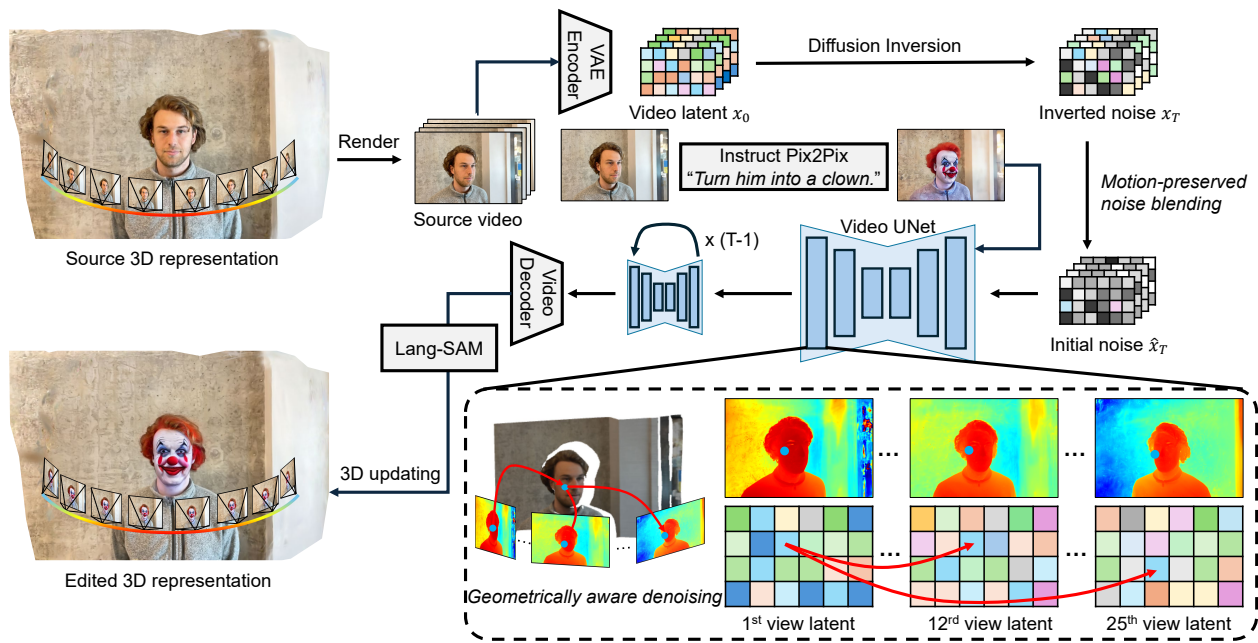 Source 3D representation
Render
Source video
VAE
Encoder
Video latent x₀
Diffusion Inversion
Inverted noise x_T
Instruct Pix2Pix
“Turn him into a clown.”
Motion-preserved
noise blending
Initial noise x̂_T
Video UNet
x (T-1)
Video
Decoder
Lang-SAM
3D updating
Edited 3D representation
Geometrically aware denoising
...
...
...
...
...
...
1st view latent
12rd view latent
25th view latent